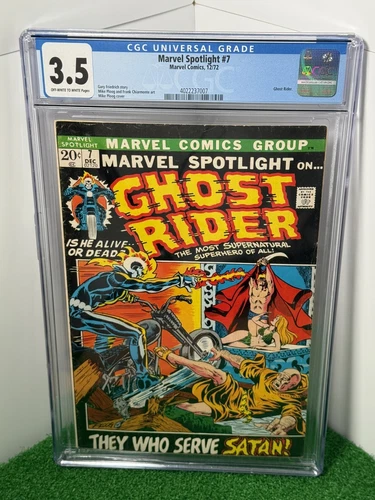 CGC UNIVERSAL GRADE
3.5
OFF-WHITE TO WHITE Pages
Marvel Spotlight #7
Marvel Comics, 12/72
Gary Friedrich story
Mike Ploog and Frank Chiaramonte art
Mike Ploog cover
Ghost Rider
4022237007
CGC
MARVEL SPOTLIGHT
MARVEL COMICS GROUP
20¢
7
DEC
MARVEL SPOTLIGHT ON...
GHOST
RIDER
IS HE ALIVE
OR DEAD?
THE MOST SUPERNATURAL
SUPERHERO OF ALL!
THEY WHO SERVE SATAN!